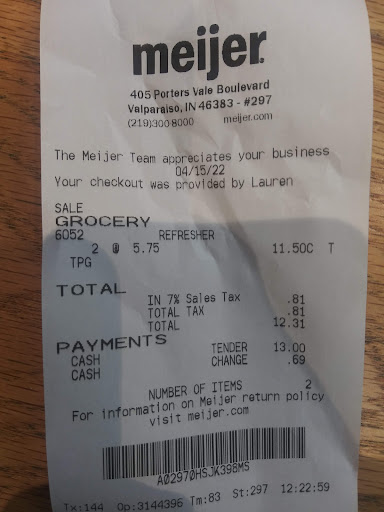 meijer
405 Porters Vale Boulevard
Valparaiso, IN 46383 - #297
(219)300-8000 meijer.com
The Meijer Team appreciates your business
04/15/22
Your checkout was provided by Lauren
SALE
GROCERY
6052 REFRESHER
2 @ 5.75 11.50C T
TPG
TOTAL
IN 7% Sales Tax .81
TOTAL TAX .81
TOTAL 12.31
PAYMENTS
CASH TENDER 13.00
CASH CHANGE .69
NUMBER OF ITEMS 2
For information on Meijer return policy
visit meijer.com
A02970HSJK398MS
Tx:144 Op:3144396 Tm:83 St:297 12:22:59